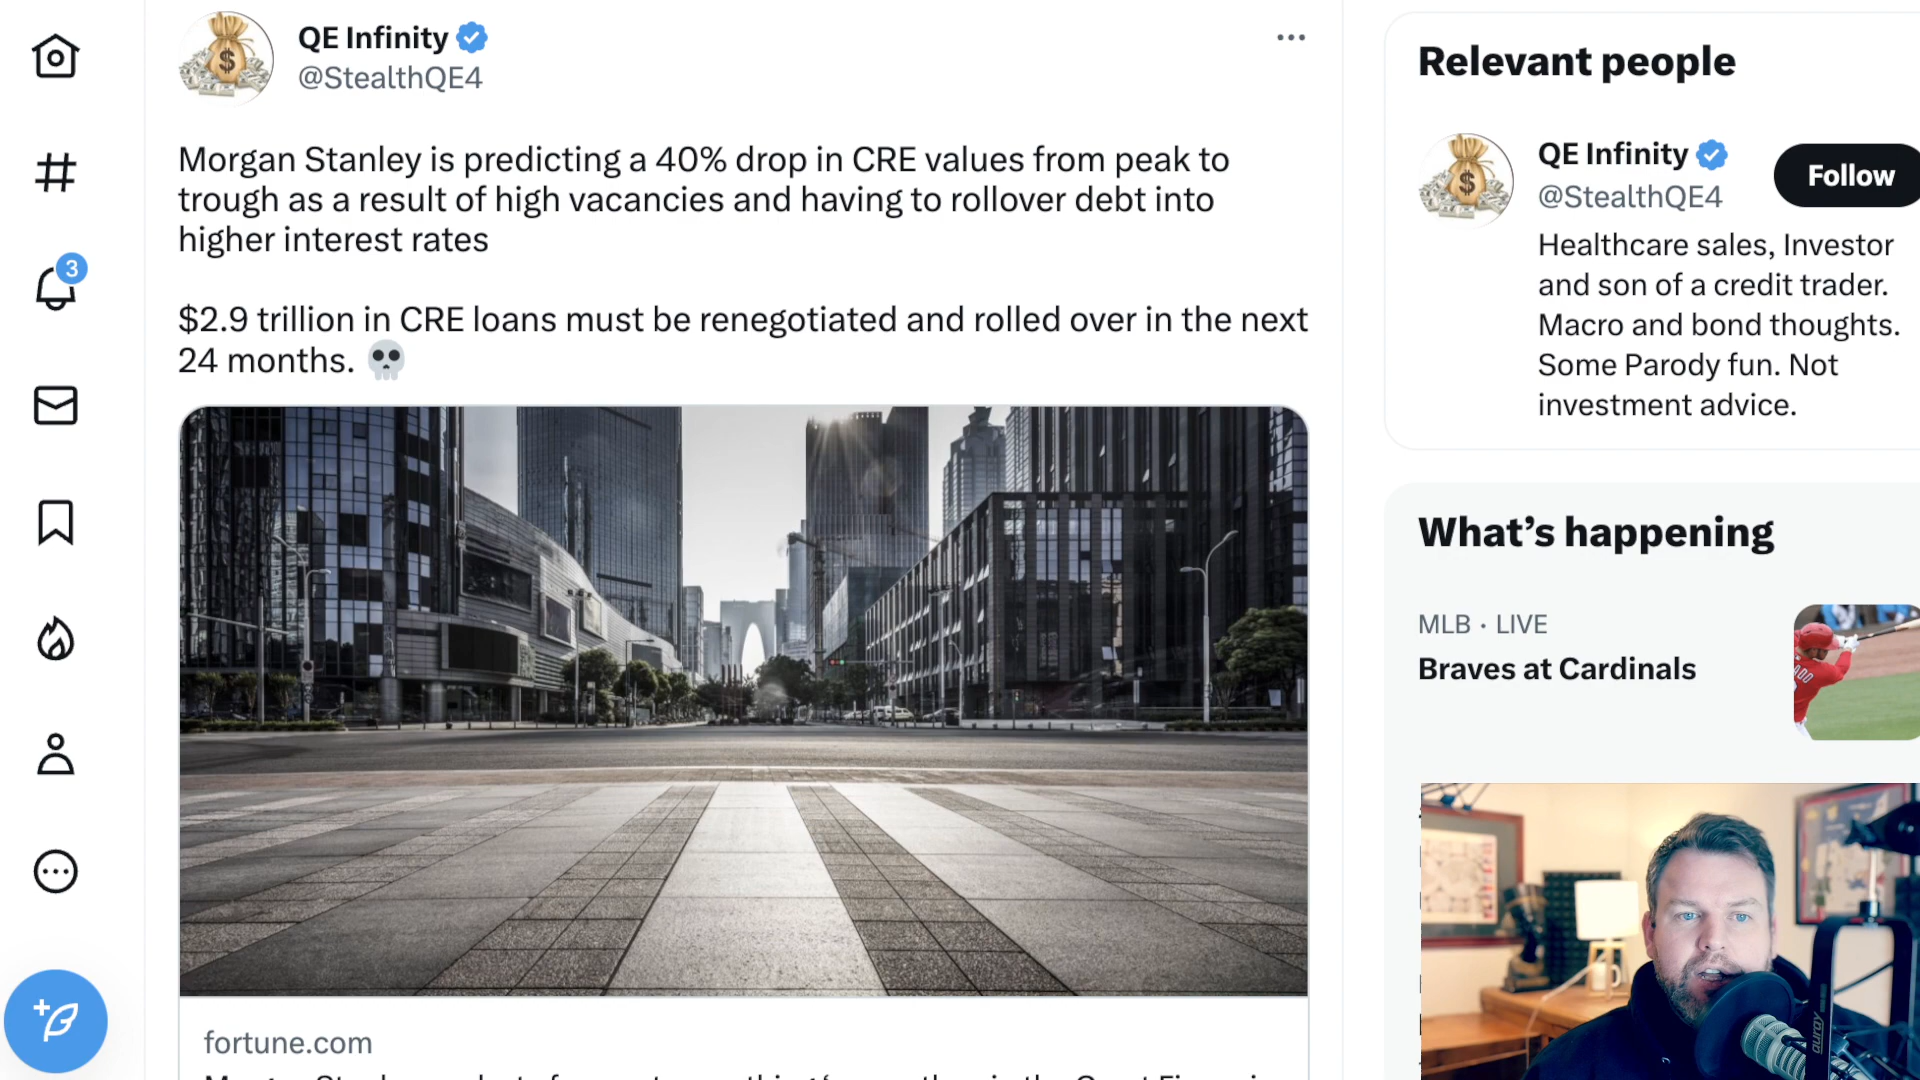 QE Infinity
@StealthQE4
Morgan Stanley is predicting a 40% drop in CRE values from peak to
trough as a result of high vacancies and having to rollover debt into
higher interest rates
$2.9 trillion in CRE loans must be renegotiated and rolled over in the next
24 months. 💀
fortune.com
3
Relevant people
QE Infinity
@StealthQE4
Follow
Healthcare sales, Investor
and son of a credit trader.
Macro and bond thoughts.
Some Parody fun. Not
investment advice.
What’s happening
MLB · LIVE
Braves at Cardinals